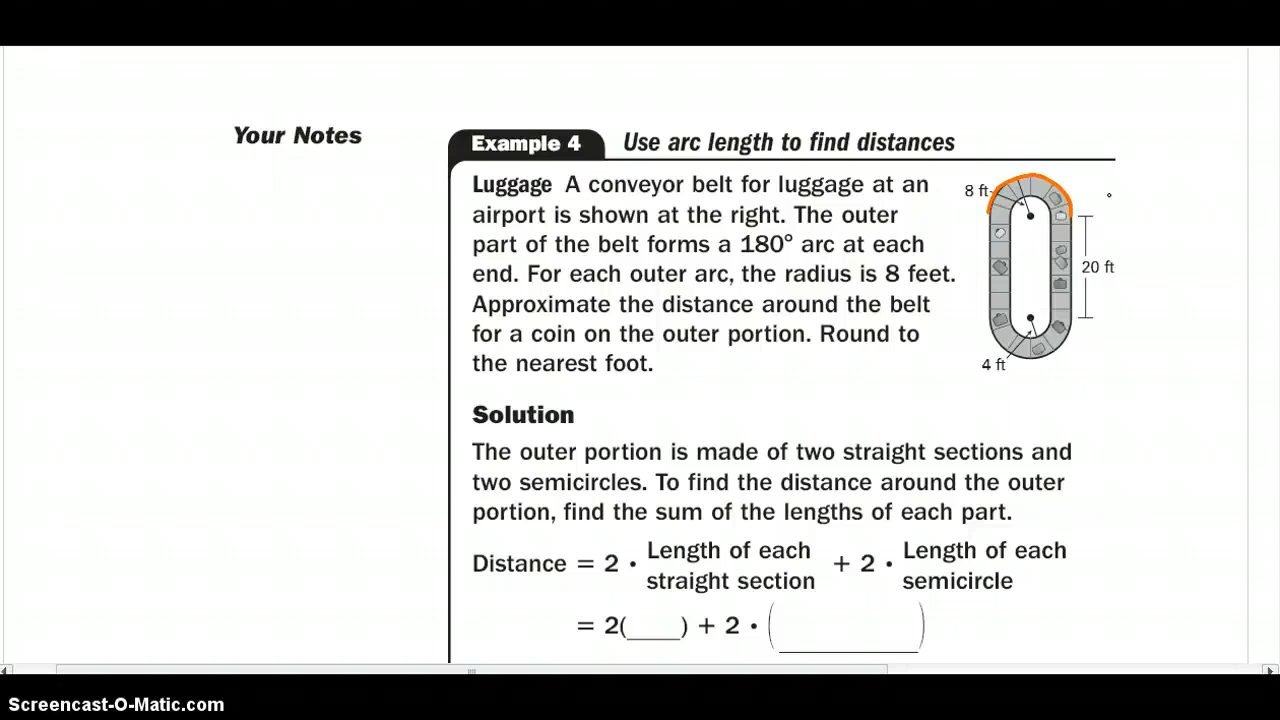 Your Notes
Example 4 Use arc length to find distances
Luggage A conveyor belt for luggage at an
airport is shown at the right. The outer
part of the belt forms a 180° arc at each
end. For each outer arc, the radius is 8 feet.
Approximate the distance around the belt
for a coin on the outer portion. Round to
the nearest foot.
8 ft
20 ft
4 ft
Solution
The outer portion is made of two straight sections and
two semicircles. To find the distance around the outer
portion, find the sum of the lengths of each part.
Distance = 2 • Length of each straight section + 2 • Length of each semicircle
= 2(____) + 2 • (__________)
Screencast-O-Matic.com